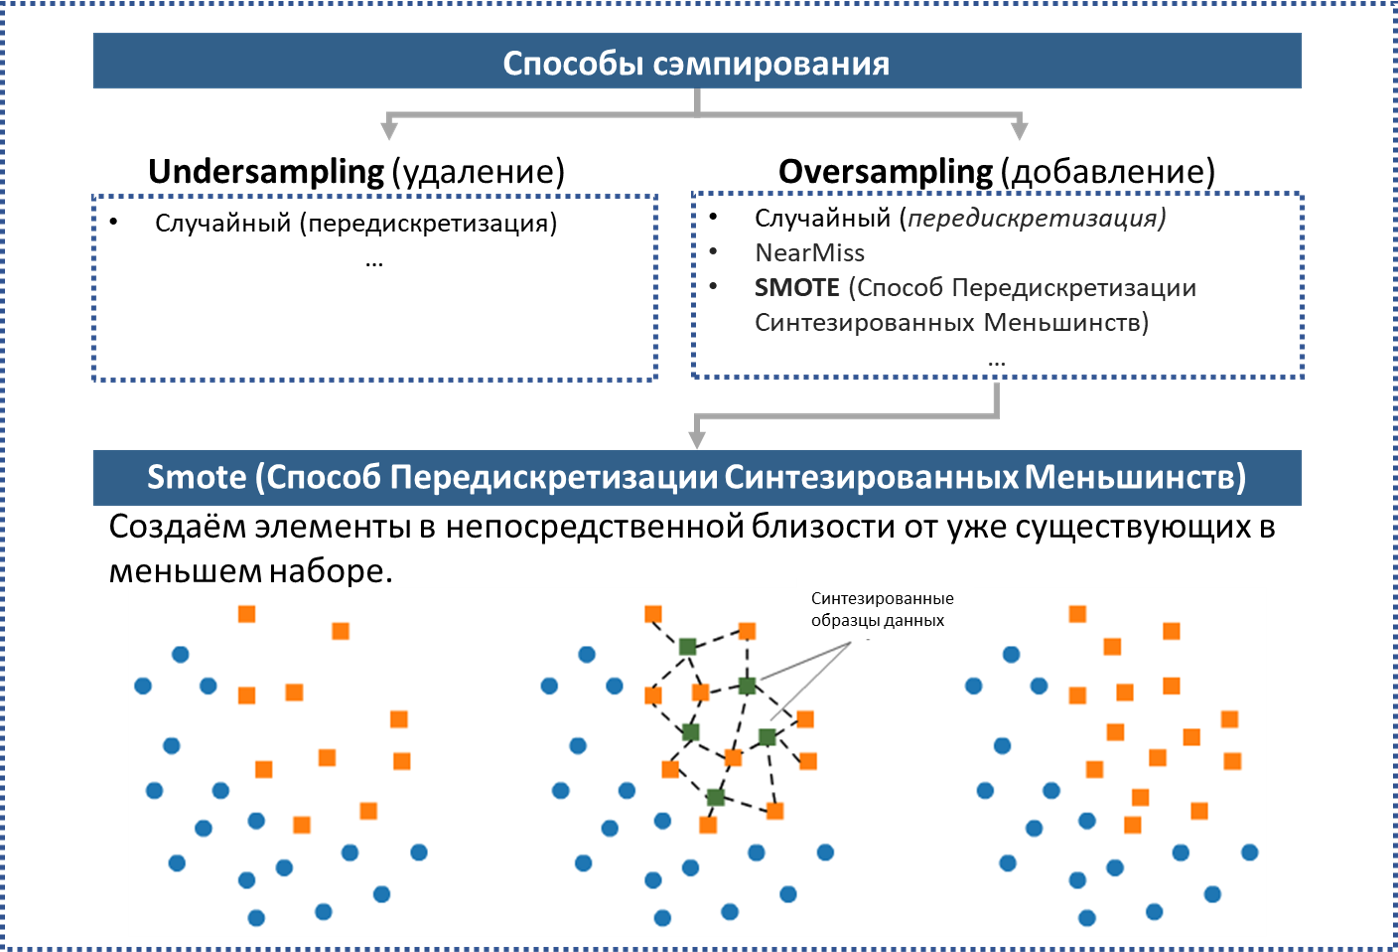 Способы сэмпирования
Undersampling (удаление)
• Случайный (передискретизация)
...
Oversampling (добавление)
• Случайный (передискретизация)
• NearMiss
• SMOTE (Способ Передискретизации
Синтезированных Меньшинств)
...
Smote (Способ Передискретизации Синтезированных Меньшинств)
Создаём элементы в непосредственной близости от уже существующих в
меньшем наборе.
Синтезированные
образцы данных